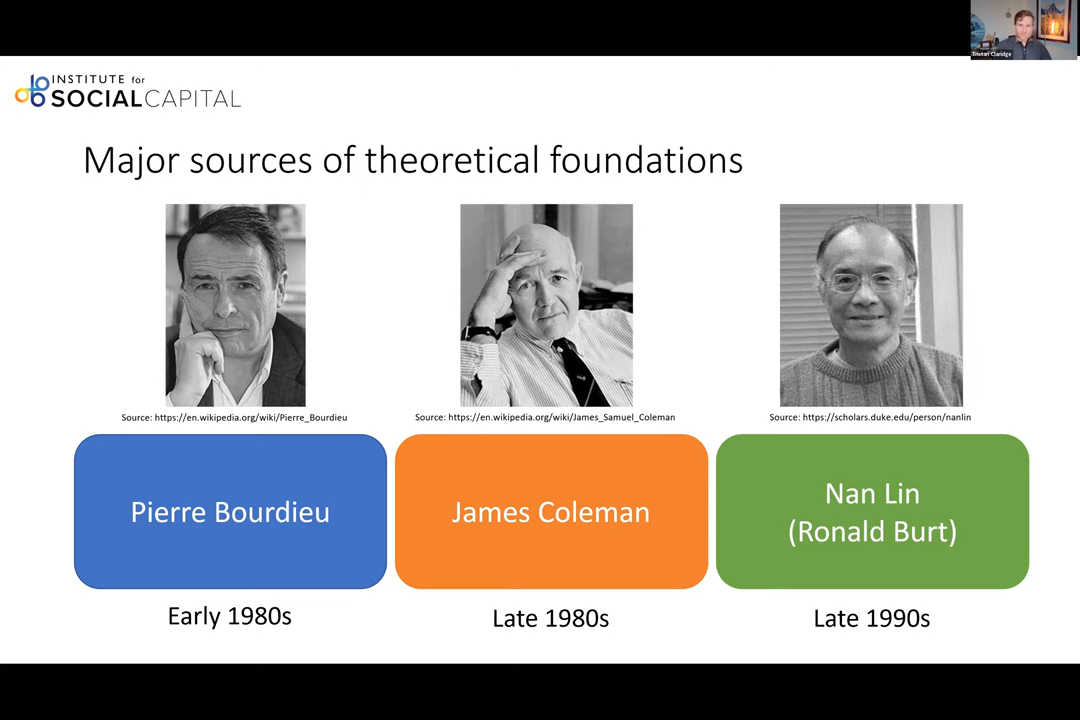 Tristan Claridge
INSTITUTE for
SOCIALCAPITAL
Major sources of theoretical foundations
Source: https://en.wikipedia.org/wiki/Pierre_Bourdieu
Source: https://en.wikipedia.org/wiki/James_Samuel_Coleman
Source: https://scholars.duke.edu/person/nanlin
Pierre Bourdieu
James Coleman
Nan Lin
(Ronald Burt)
Early 1980s
Late 1980s
Late 1990s